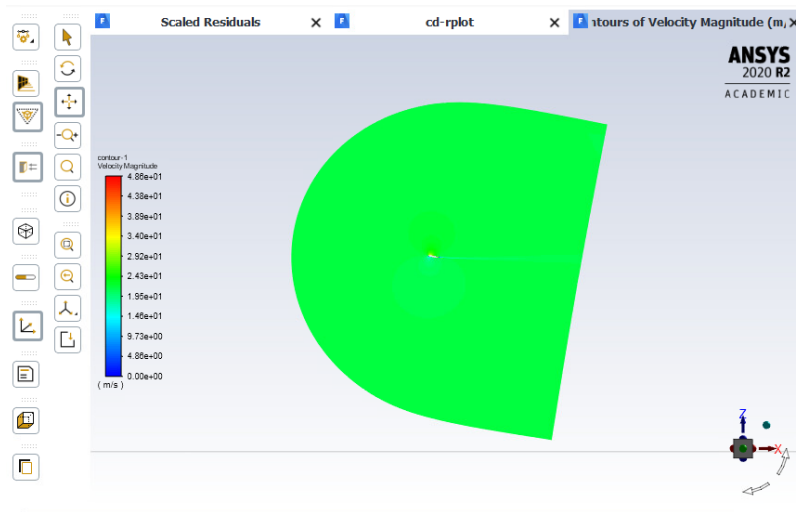 Scaled Residuals
cd-rplot
ntours of Velocity Magnitude (m,
ANSYS
2020 R2
ACADEMIC
contour-1
Velocity Magnitude
4.86e+01
4.38e+01
3.89e+01
3.40e+01
2.92e+01
2.43e+01
1.95e+01
1.46e+01
9.73e+00
4.86e+00
0.00e+00
( m/s )
Z
X